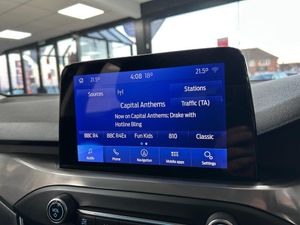 21.5°
4:08 18°
21.5°
Sources
Stations
Capital Anthems
Traffic (TA)
Now on Capital Anthems: Drake with
Hotline Bling
BBC R4
BBC R4Ex
Fun Kids
810
Classic
Audio
Phone
Navigation
Mobile apps
Settings